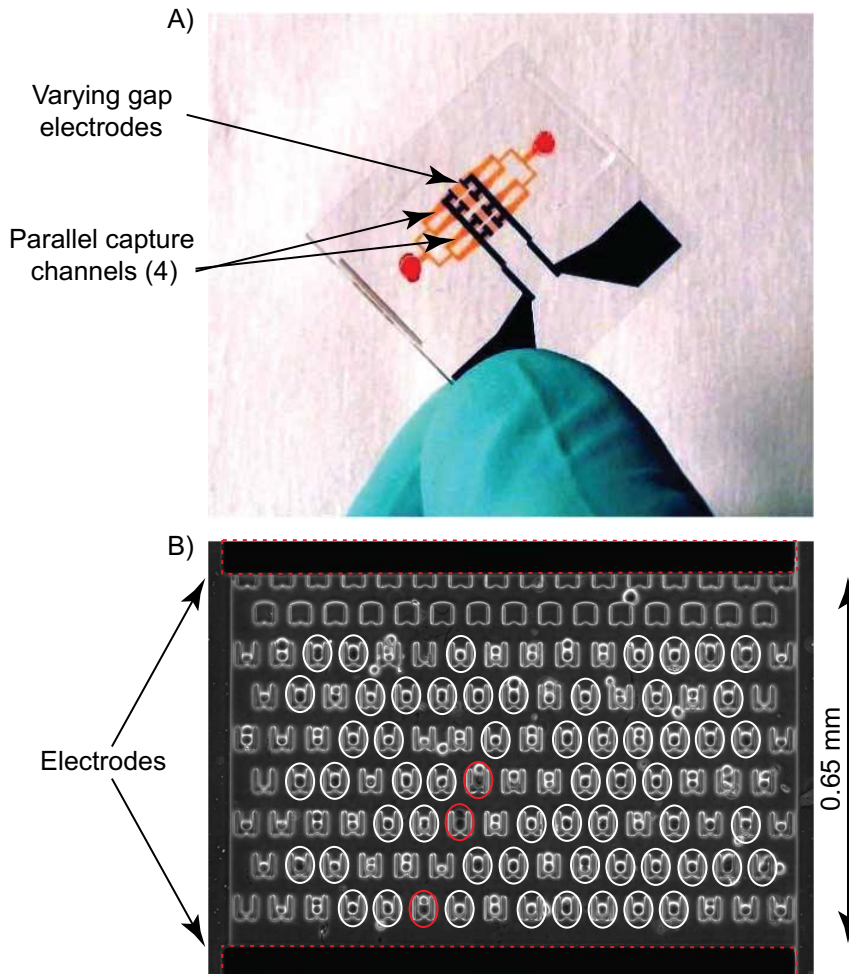 A)
Varying gap
electrodes
Parallel capture
channels (4)
B)
Electrodes
0.65 mm